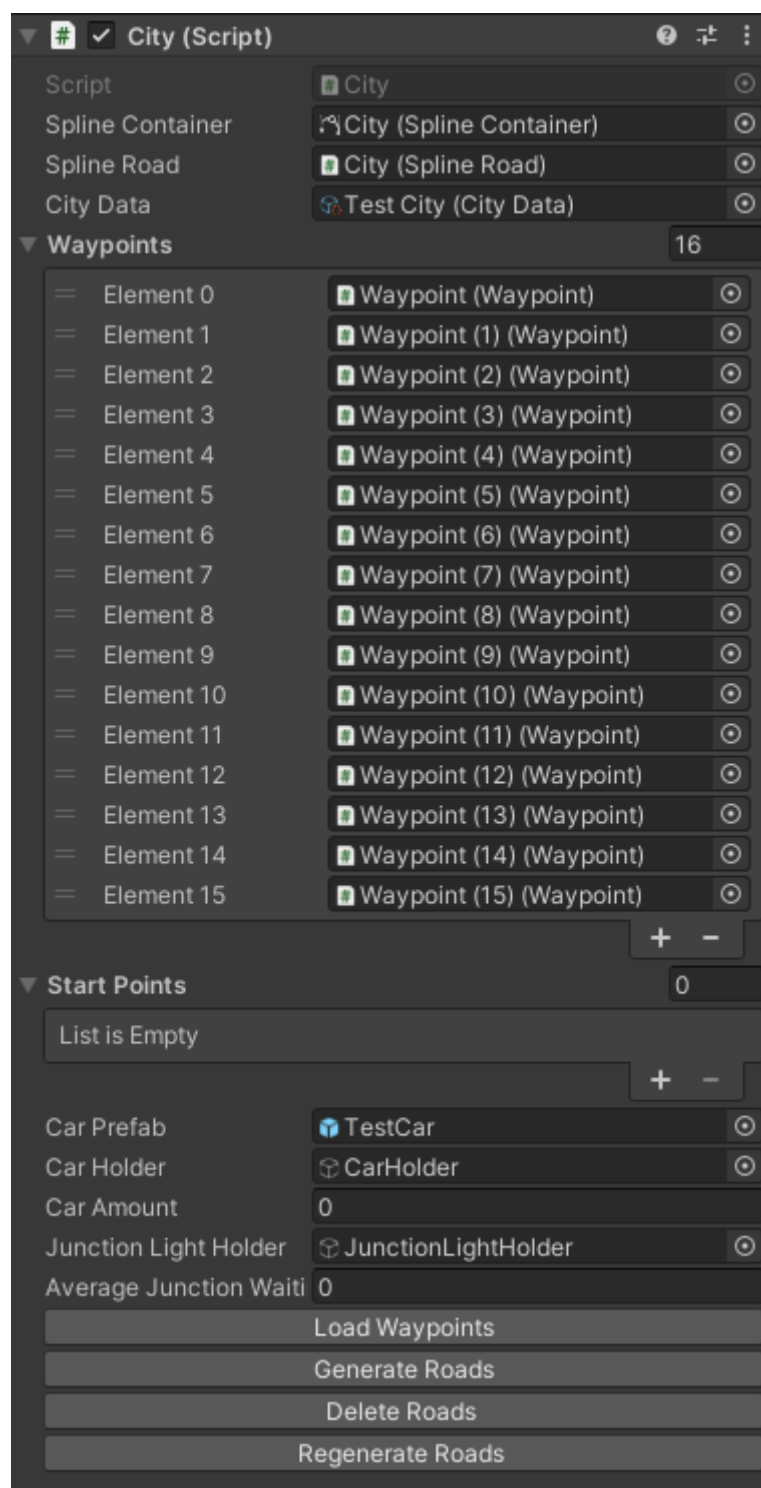 City (Script)
Script City
Spline Container City (Spline Container)
Spline Road City (Spline Road)
City Data Test City (City Data)
Waypoints 16
Element 0 Waypoint (Waypoint)
Element 1 Waypoint (1) (Waypoint)
Element 2 Waypoint (2) (Waypoint)
Element 3 Waypoint (3) (Waypoint)
Element 4 Waypoint (4) (Waypoint)
Element 5 Waypoint (5) (Waypoint)
Element 6 Waypoint (6) (Waypoint)
Element 7 Waypoint (7) (Waypoint)
Element 8 Waypoint (8) (Waypoint)
Element 9 Waypoint (9) (Waypoint)
Element 10 Waypoint (10) (Waypoint)
Element 11 Waypoint (11) (Waypoint)
Element 12 Waypoint (12) (Waypoint)
Element 13 Waypoint (13) (Waypoint)
Element 14 Waypoint (14) (Waypoint)
Element 15 Waypoint (15) (Waypoint)
+ -
Start Points 0
List is Empty
+ -
Car Prefab TestCar
Car Holder CarHolder
Car Amount 0
Junction Light Holder JunctionLightHolder
Average Junction Waiti 0
Load Waypoints
Generate Roads
Delete Roads
Regenerate Roads